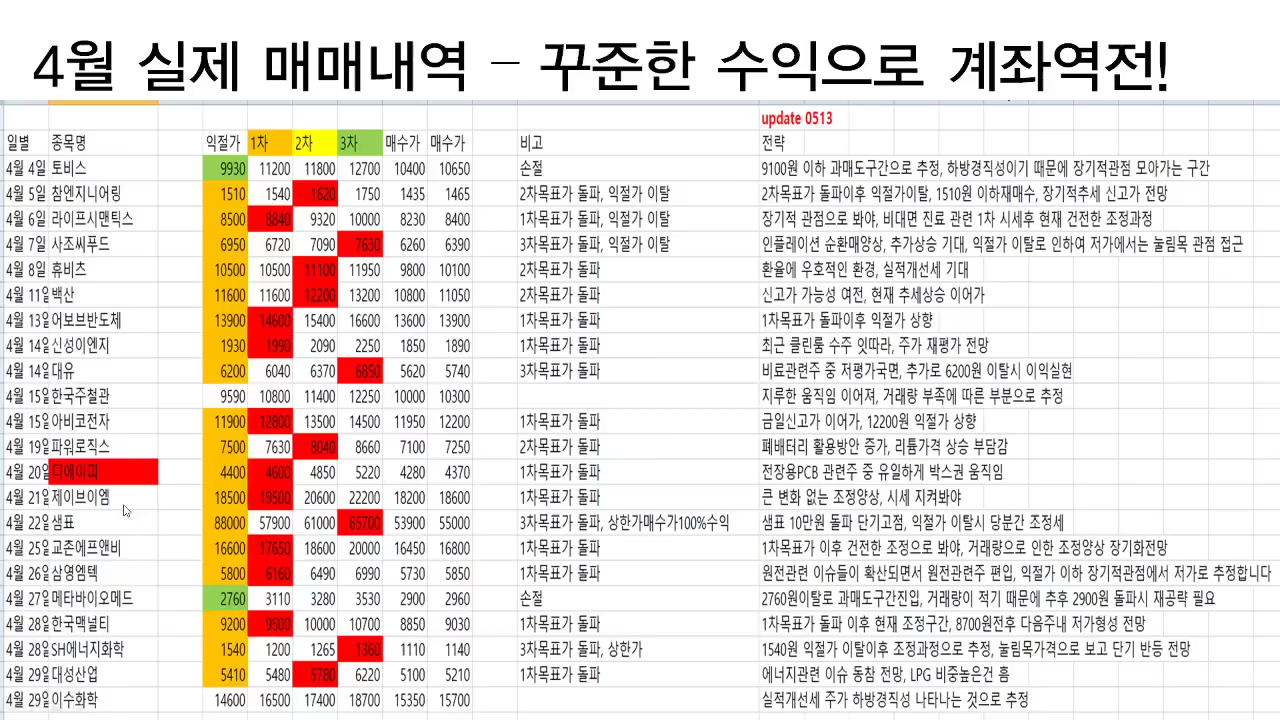 4월 실제 매매내역 – 꾸준한 수익으로 계좌역전!
update 0513
일별 종목명 익절가 1차 2차 3차 매수가 매수가 비고 전략
4월 4일 토비스 9930 11200 11800 12700 10400 10650 손절 9100원 이하 과매도구간으로 추정, 하방경직성이기 때문에 장기적관점 모아가는 구간
4월 5일 창엔지니어링 1510 1540 1620 1750 1435 1465 2차목표가 돌파, 익절가 이탈 2차목표가 돌파이후 익절가이탈, 1510원 이하재매수, 장기적추세 신고가 전망
4월 6일 라이프시맨틱스 8500 8840 9320 10000 8230 8400 1차목표가 돌파, 익절가 이탈 장기적 관점으로 봐야, 비대면 진료 관련 1차 시세후 현재 건전한 조정과정
4월 7일 사조씨푸드 6950 6720 7090 7630 6260 6390 3차목표가 돌파, 익절가 이탈 인플레이션 순환매양상, 추가상승 기대, 익절가 이탈로 인하여 저가에서는 눌림목 관점 접근
4월 8일 휴비츠 10500 10500 11100 11950 9800 10100 2차목표가 돌파 환율에 우호적인 환경, 실적개선세 기대
4월 11일 백산 11600 11600 12200 13200 10800 11050 2차목표가 돌파 신고가 가능성 여전, 현재 추세상승 이어가
4월 13일 어보브반도체 13900 14600 15400 16600 13600 13900 1차목표가 돌파 1차목표가 돌파이후 익절가 상향
4월 14일 신성이엔지 1930 1990 2090 2250 1850 1890 1차목표가 돌파 최근 클린룸 수주 잇따라, 주가 재평가 전망
4월 14일 대유 6200 6040 6370 6850 5620 5740 3차목표가 돌파 비료관련주 중 저평가국면, 추가로 6200원 이탈시 이익실현
4월 15일 한국주철관 9590 10800 11400 12250 10000 10300 지루한 움직임 이어져, 거래량 부족에 따른 부분으로 추정
4월 15일 아비코전자 11900 12800 13500 14500 11950 12200 1차목표가 돌파 금일신고가 이어가, 12200원 익절가 상향
4월 19일 파워로직스 7500 7630 8040 8660 7100 7250 2차목표가 돌파 폐배터리 활용방안 증가, 리튬가격 상승 부담감
4월 20일 디에이피 4400 4600 4850 5220 4280 4370 1차목표가 돌파 전장용PCB 관련주 중 유일하게 박스권 움직임
4월 21일 제이브이엠 18500 19500 20600 22200 18200 18600 1차목표가 돌파 큰 변화 없는 조정양상, 시세 지켜봐야
4월 22일 샘표 88000 57900 61000 65700 53900 55000 3차목표가 돌파, 상한가매수가100%수익 샘표 10만원 돌파 단기고점, 익절가 이탈시 당분간 조정세
4월 25일 교촌에프앤비 16600 17650 18600 20000 16450 16800 1차목표가 돌파 1차목표가 이후 건전한 조정으로 봐야, 거래량으로 인한 조정양상 장기화전망
4월 26일 삼영엠텍 5800 6160 6490 6990 5730 5850 1차목표가 돌파 원전관련 이슈들이 확산되면서 원전관련주 편입, 익절가 이하 장기적관점에서 저가로 추정합니다
4월 27일 메타바이오메드 2760 3110 3280 3530 2900 2960 손절 2760원이탈로 과매도구간진입, 거래량이 적기 때문에 추후 2900원 돌파시 재공략 필요
4월 28일 한국맥널티 9200 9500 10000 10700 8850 9030 1차목표가 돌파 1차목표가 돌파 이후 현재 조정구간, 8700원전후 다음주내 저가형성 전망
4월 28일 SH에너지화학 1540 1200 1265 1360 1110 1140 3차목표가 돌파, 상한가 1540원 익절가 이탈이후 조정과정으로 추정, 눌림목가격으로 보고 단기 반등 전망
4월 29일 대성산업 5410 5480 5780 6220 5100 5210 1차목표가 돌파 에너지관련 이슈 동참 전망, LPG 비중높은건 흠
4월 29일 이수화학 14600 16500 17400 18700 15350 15700 실적개선세 주가 하방경직성 나타나는 것으로 추정